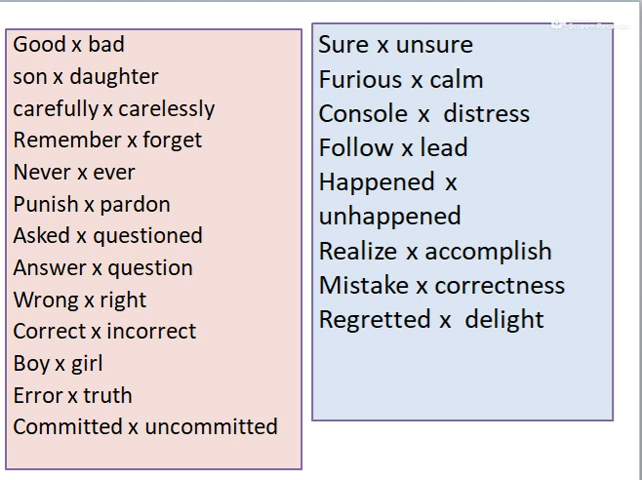 Good x bad
son x daughter
carefully x carelessly
Remember x forget
Never x ever
Punish x pardon
Asked x questioned
Answer x question
Wrong x right
Correct x incorrect
Boy x girl
Error x truth
Committed x uncommitted
Sure x unsure
Furious x calm
Console x distress
Follow x lead
Happened x
unhappened
Realize x accomplish
Mistake x correctness
Regretted x delight